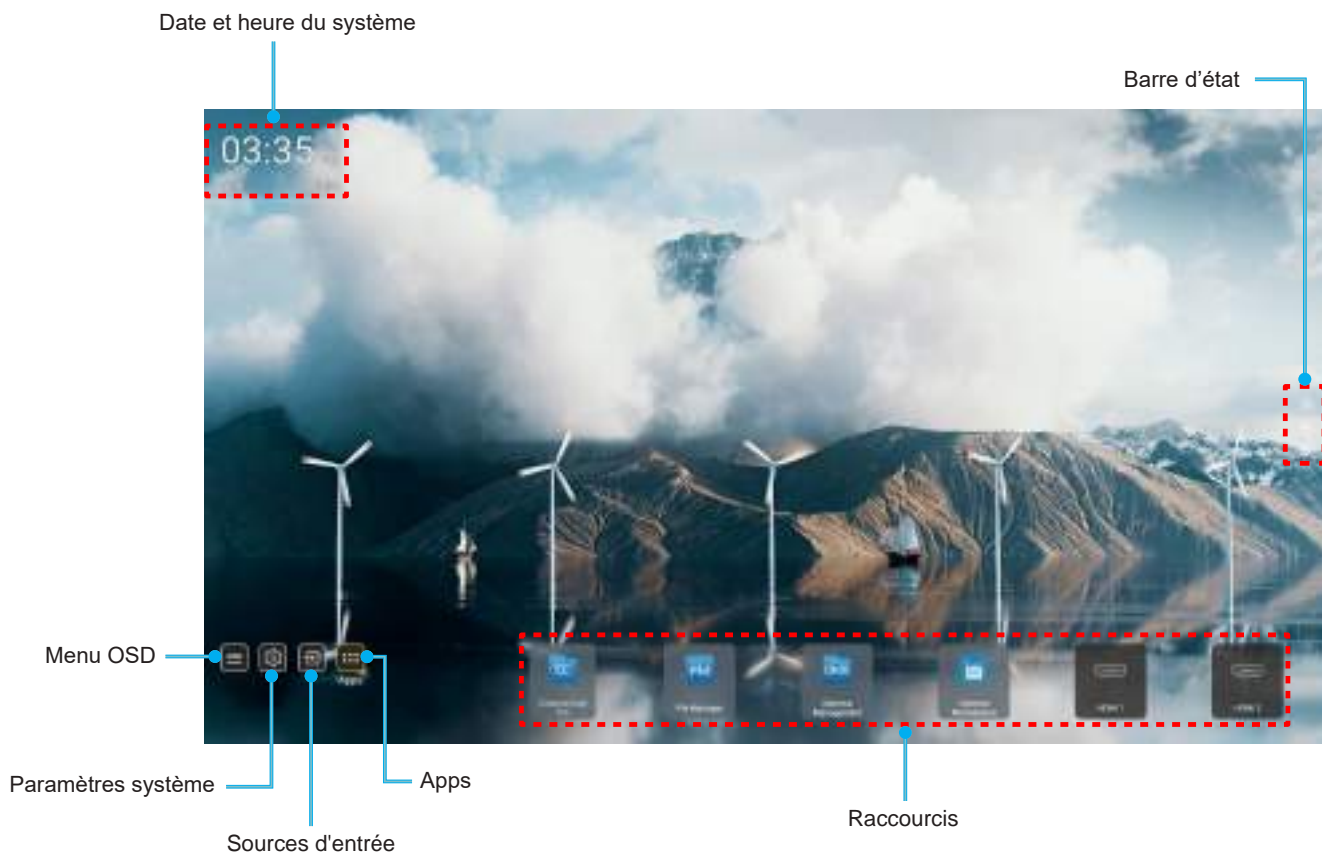 Date et heure du système
Barre d’état
03:35
Menu OSD
Apps
File Manager
Management
HDMI 1
HDMI 2
Paramètres système
Apps
Raccourcis
Sources d'entrée